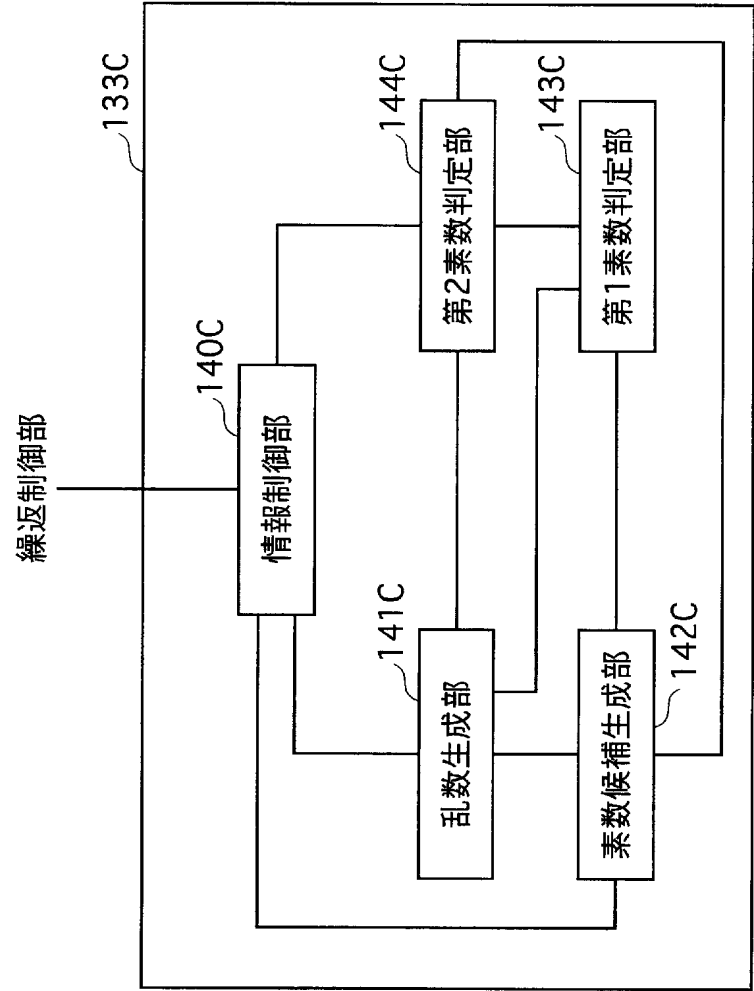 繰返制御部
133C
140C
情報制御部
141C
乱数生成部
144C
第2素数判定部
142C
素数候補生成部
143C
第1素数判定部